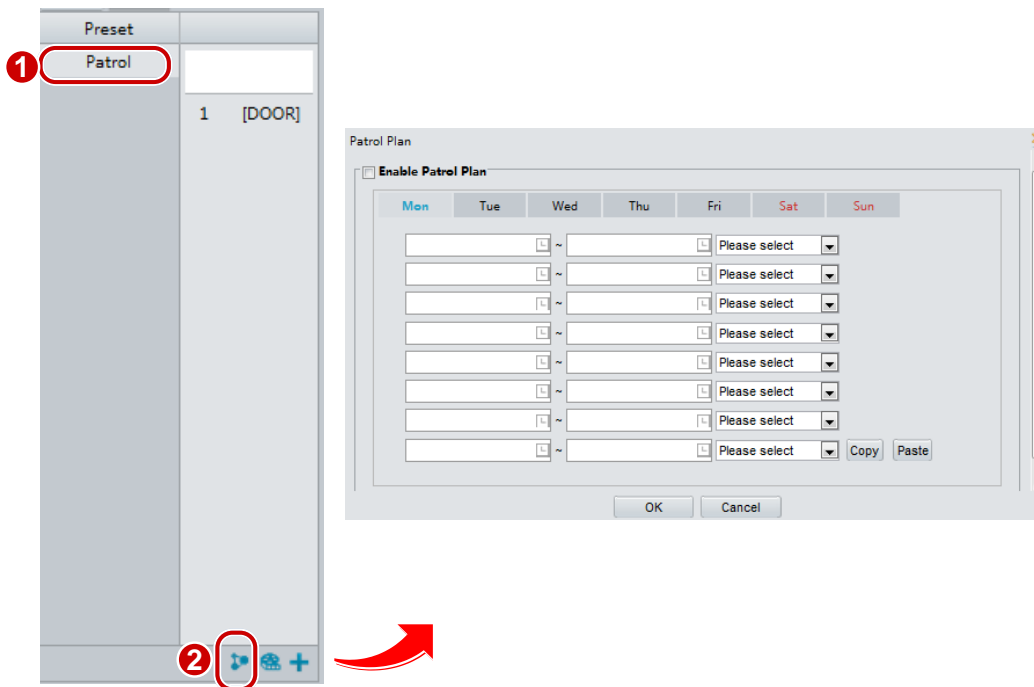 Preset
1 Patrol
1 [DOOR]
2
Patrol Plan
Enable Patrol Plan
Mon Tue Wed Thu Fri Sat Sun
~ Please select
~ Please select
~ Please select
~ Please select
~ Please select
~ Please select
~ Please select
~ Please select Copy Paste
OK Cancel